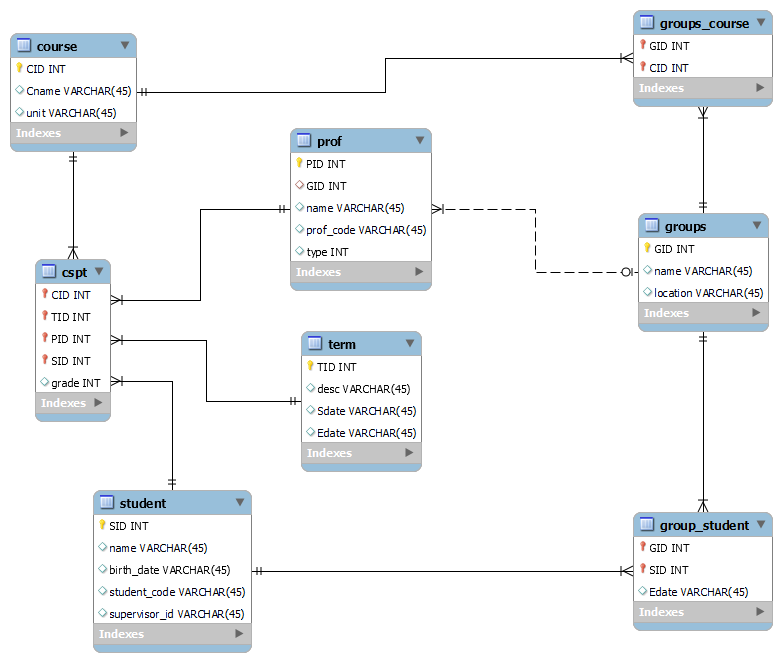 course
CID INT
Cname VARCHAR(45)
unit VARCHAR(45)
Indexes
groups_course
GID INT
CID INT
Indexes
prof
PID INT
GID INT
name VARCHAR(45)
prof_code VARCHAR(45)
type INT
Indexes
groups
GID INT
name VARCHAR(45)
location VARCHAR(45)
Indexes
cspt
CID INT
TID INT
PID INT
SID INT
grade INT
Indexes
term
TID INT
desc VARCHAR(45)
Sdate VARCHAR(45)
Edate VARCHAR(45)
Indexes
student
SID INT
name VARCHAR(45)
birth_date VARCHAR(45)
student_code VARCHAR(45)
supervisor_id VARCHAR(45)
Indexes
group_student
GID INT
SID INT
Edate VARCHAR(45)
Indexes